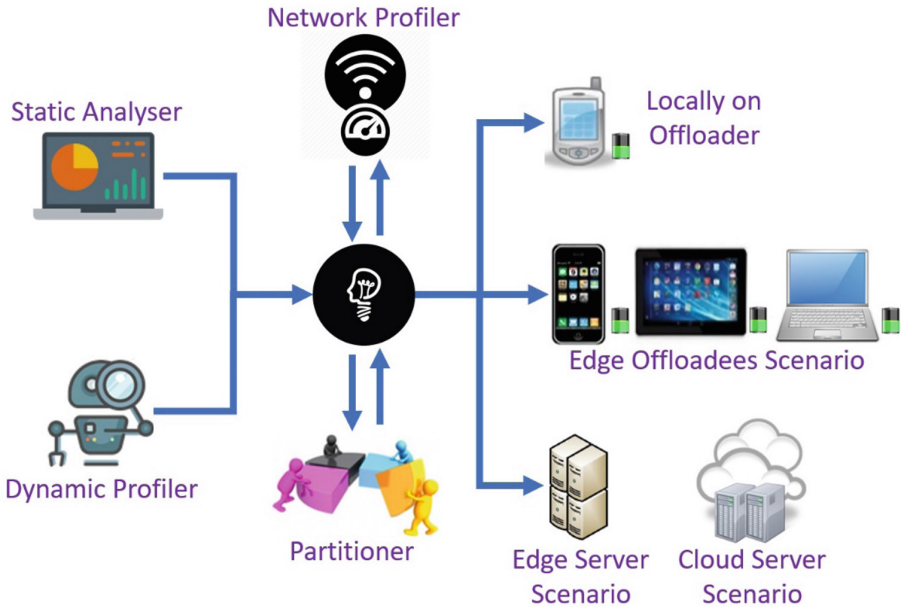 Network Profiler
Static Analyser
Locally on
Offloader
Edge Offloadees Scenario
Dynamic Profiler
Partitioner
Edge Server
Scenario
Cloud Server
Scenario